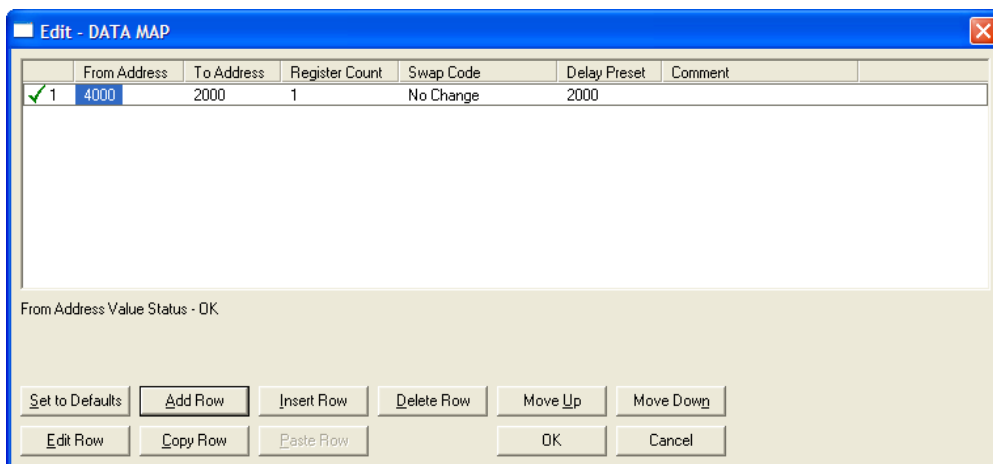 Edit - DATA MAP
From Address To Address Register Count Swap Code Delay Preset Comment
1 4000 2000 1 No Change 2000
From Address Value Status - OK
Set to Defaults Add Row Insert Row Delete Row Move Up Move Down
Edit Row Copy Row Paste Row OK Cancel